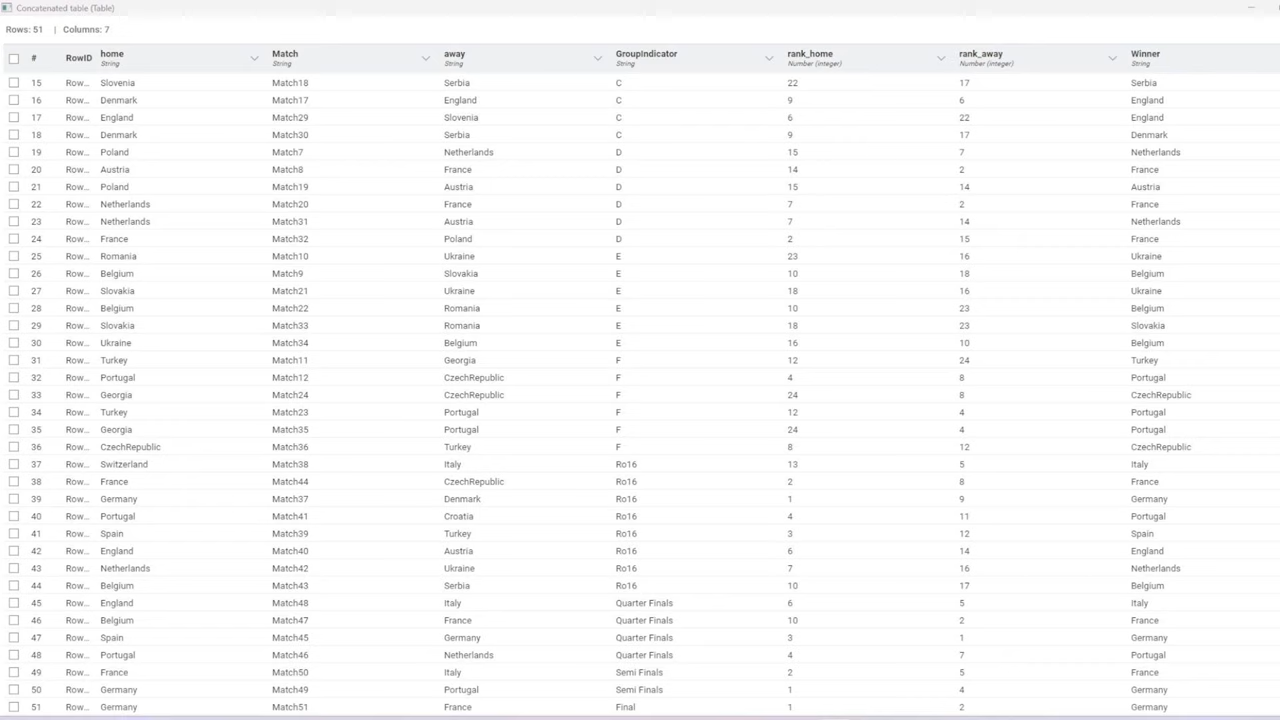 Concatenated table (Table)
Rows: 51 | Columns: 7
# RowID home Match away GroupIndicator rank_home rank_away Winner
String String String String Number (integer) Number (integer) String
15 Row... Slovenia Match18 Serbia C 22 17 Serbia
16 Row... Denmark Match17 England C 9 6 England
17 Row... England Match29 Slovenia C 6 22 England
18 Row... Denmark Match30 Serbia C 9 17 Denmark
19 Row... Poland Match7 Netherlands D 15 7 Netherlands
20 Row... Austria Match8 France D 14 2 France
21 Row... Poland Match19 Austria D 15 14 Austria
22 Row... Netherlands Match20 France D 7 2 France
23 Row... Netherlands Match31 Austria D 7 14 Netherlands
24 Row... France Match32 Poland D 2 15 France
25 Row... Romania Match10 Ukraine E 23 16 Ukraine
26 Row... Belgium Match9 Slovakia E 10 18 Belgium
27 Row... Slovakia Match21 Ukraine E 18 16 Ukraine
28 Row... Belgium Match22 Romania E 10 23 Belgium
29 Row... Slovakia Match33 Romania E 18 23 Slovakia
30 Row... Ukraine Match34 Belgium E 16 10 Belgium
31 Row... Turkey Match11 Georgia F 12 24 Turkey
32 Row... Portugal Match12 CzechRepublic F 4 8 Portugal
33 Row... Georgia Match24 CzechRepublic F 24 8 CzechRepublic
34 Row... Turkey Match23 Portugal F 12 4 Portugal
35 Row... Georgia Match35 Portugal F 24 4 Portugal
36 Row... CzechRepublic Match36 Turkey F 8 12 CzechRepublic
37 Row... Switzerland Match38 Italy Ro16 13 5 Italy
38 Row... France Match44 CzechRepublic Ro16 2 8 France
39 Row... Germany Match37 Denmark Ro16 1 9 Germany
40 Row... Portugal Match41 Croatia Ro16 4 11 Portugal
41 Row... Spain Match39 Turkey Ro16 3 12 Spain
42 Row... England Match40 Austria Ro16 6 14 England
43 Row... Netherlands Match42 Ukraine Ro16 7 16 Netherlands
44 Row... Belgium Match43 Serbia Ro16 10 17 Belgium
45 Row... England Match48 Italy Quarter Finals 6 5 Italy
46 Row... Belgium Match47 France Quarter Finals 10 2 France
47 Row... Spain Match45 Germany Quarter Finals 3 1 Germany
48 Row... Portugal Match46 Netherlands Quarter Finals 4 7 Portugal
49 Row... France Match50 Italy Semi Finals 2 5 France
50 Row... Germany Match49 Portugal Semi Finals 1 4 Germany
51 Row... Germany Match51 France Final 1 2 Germany